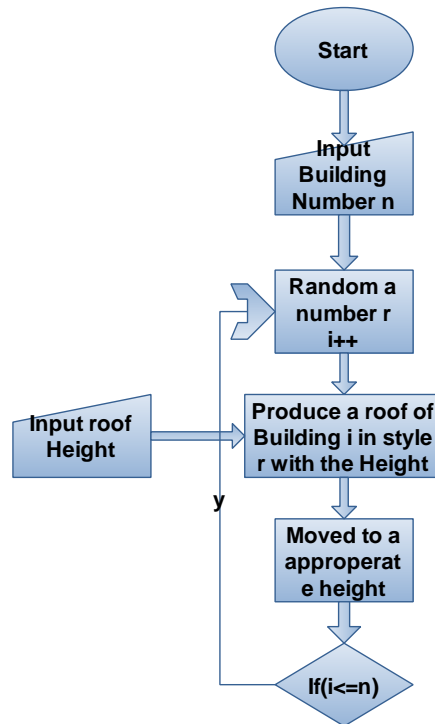 Start
Input
Building
Number n
Random a
number r
i++
Input roof
Height
Produce a roof of
Building i in style
r with the Height
y
Moved to a
approperat
e height
If(i<=n)